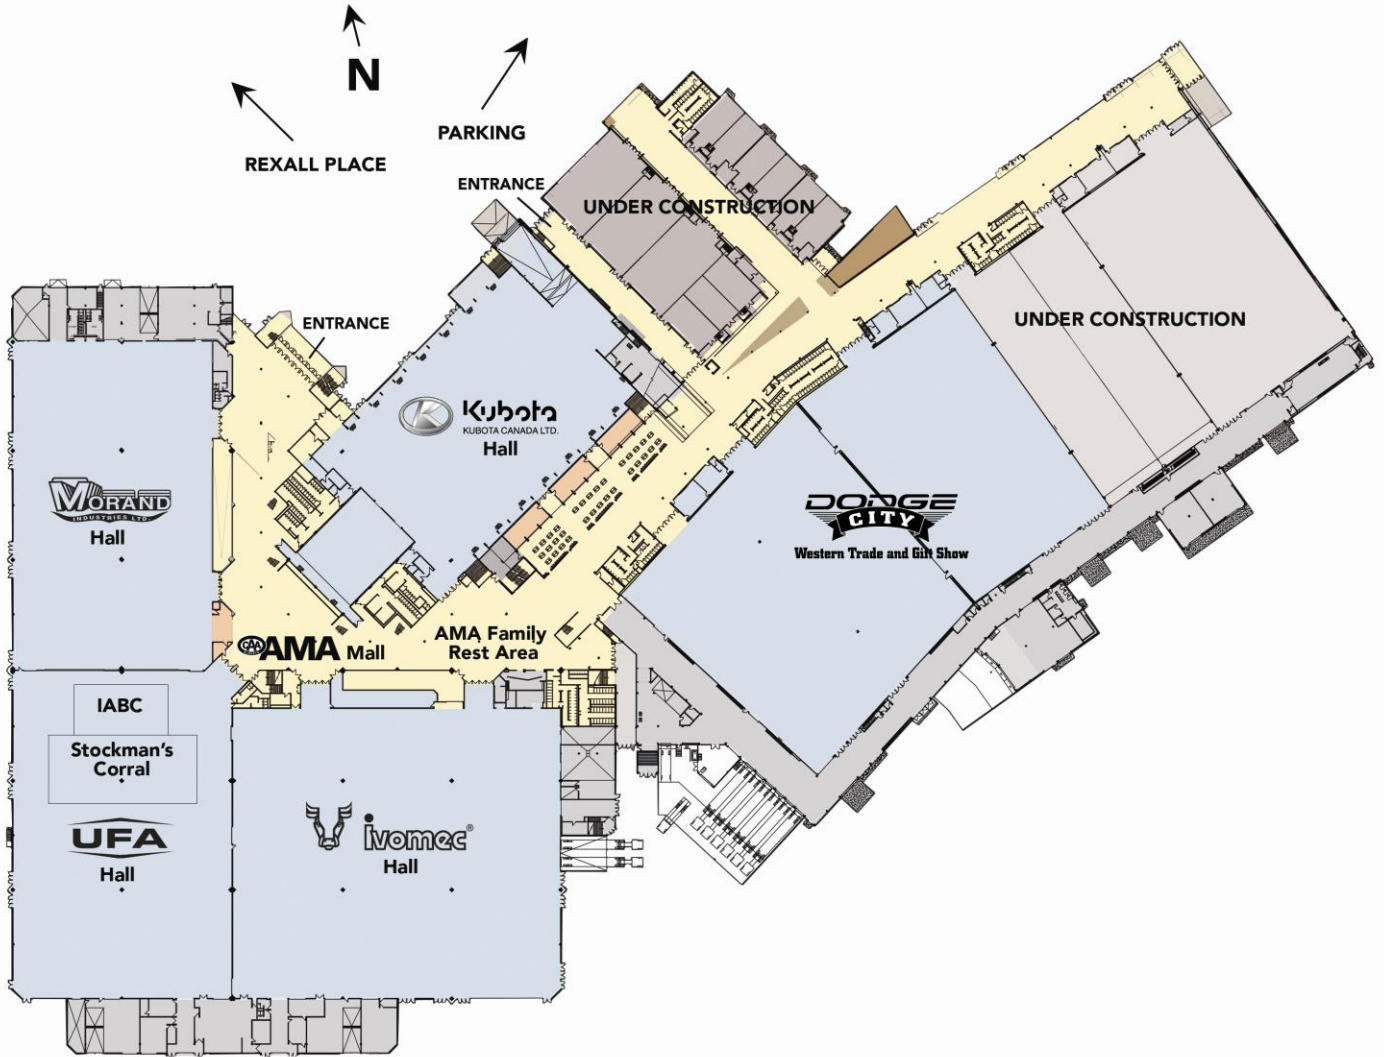 N
PARKING
REXALL PLACE
ENTRANCE
UNDER CONSTRUCTION
ENTRANCE
UNDER CONSTRUCTION
K Kubota
KUBOTA CANADA LTD.
Hall
MORAND
INDUSTRIES LTD.
Hall
DODGE
CITY
Western Trade and Gift Show
CAA AMA Mall
AMA Family
Rest Area
IABC
Stockman's
Corral
UFA
Hall
ivomec®
Hall